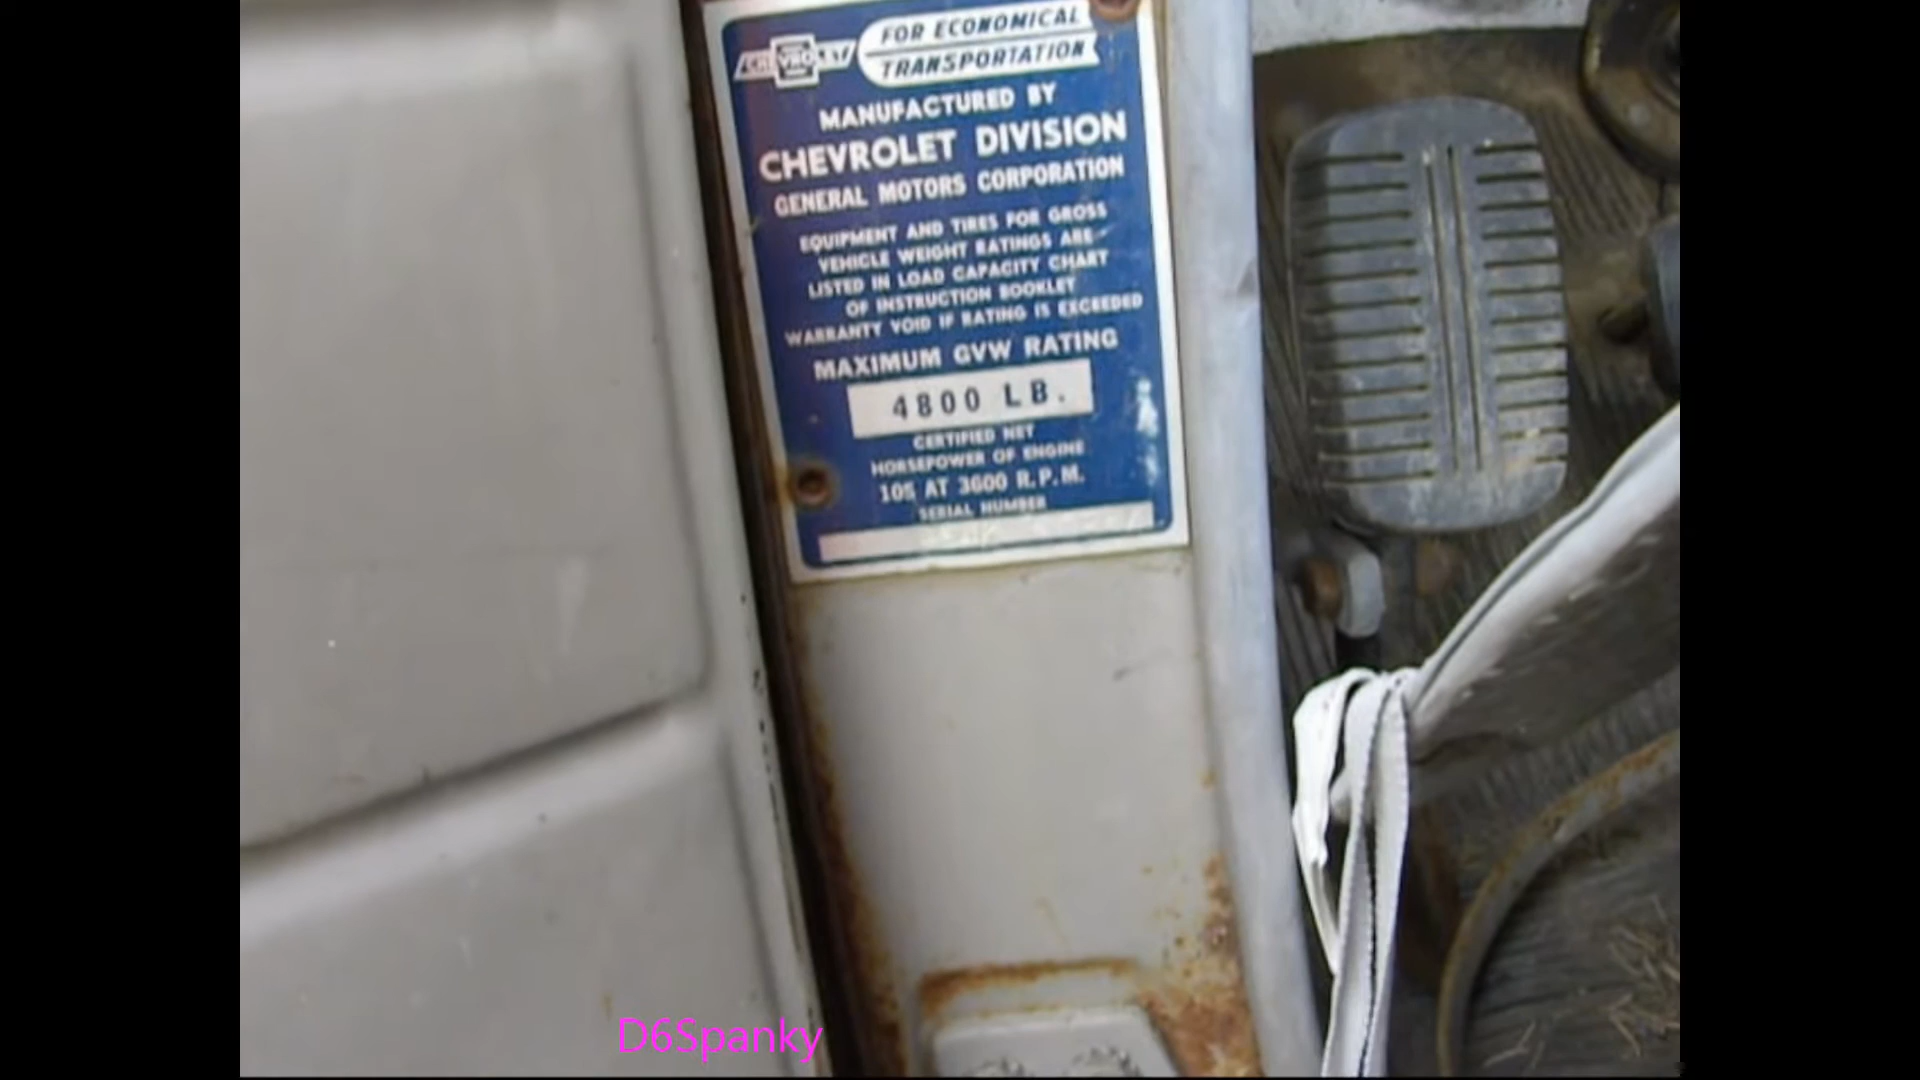 CHEVROLET
FOR ECONOMICAL
TRANSPORTATION
MANUFACTURED BY
CHEVROLET DIVISION
GENERAL MOTORS CORPORATION
EQUIPMENT AND TIRES FOR GROSS
VEHICLE WEIGHT RATINGS ARE
LISTED IN LOAD CAPACITY CHART
OF INSTRUCTION BOOKLET
WARRANTY VOID IF RATING IS EXCEEDED
MAXIMUM GVW RATING
4800 LB.
CERTIFIED NET
HORSEPOWER OF ENGINE
105 AT 3600 R.P.M.
SERIAL NUMBER
D6Spanky